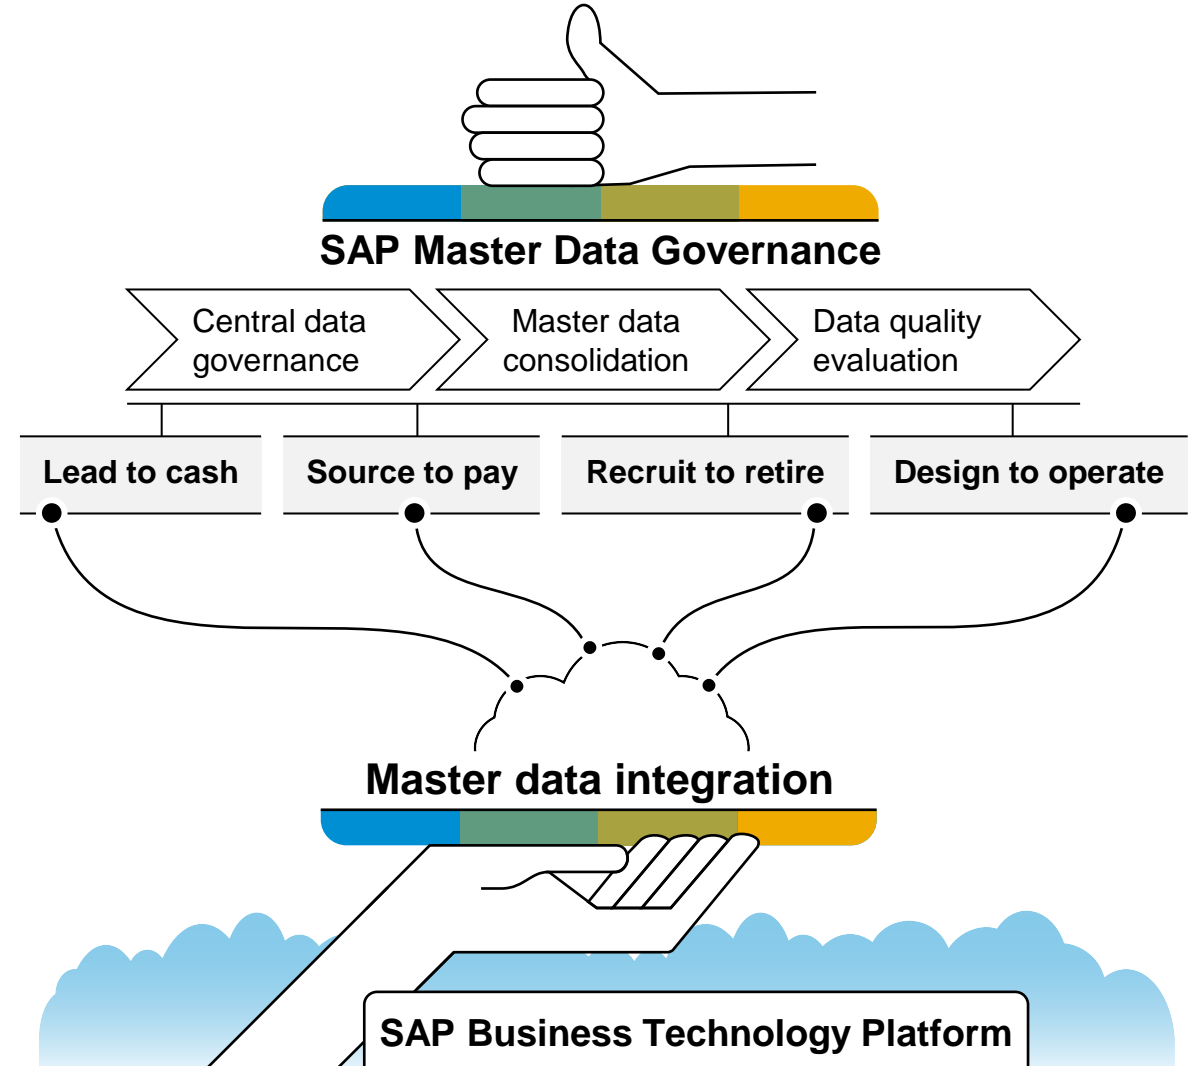 SAP Master Data Governance
Central data
governance
Master data
consolidation
Data quality
evaluation
Lead to cash
Source to pay
Recruit to retire
Design to operate
Master data integration
SAP Business Technology Platform